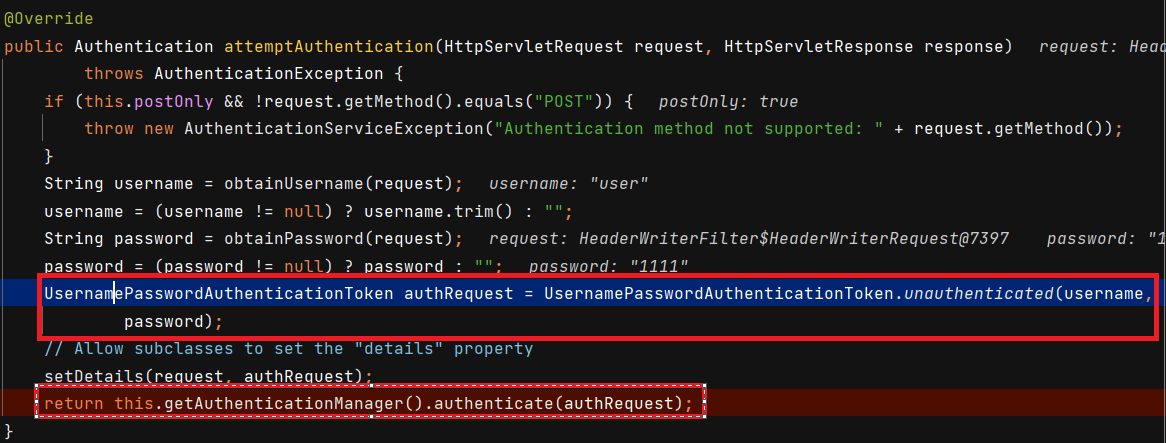 @Override
public Authentication attemptAuthentication(HttpServletRequest request, HttpServletResponse response)   request: Head
        throws AuthenticationException {
    if (this.postOnly && !request.getMethod().equals("POST")) {   postOnly: true
        throw new AuthenticationServiceException("Authentication method not supported: " + request.getMethod());
    }
    String username = obtainUsername(request);   username: "user"
    username = (username != null) ? username.trim() : "";
    String password = obtainPassword(request);   request: HeaderWriterFilter$HeaderWriterRequest@7397    password: "1
    password = (password != null) ? password : "";   password: "1111"
    UsernamePasswordAuthenticationToken authRequest = UsernamePasswordAuthenticationToken.unauthenticated(username,
            password);
    // Allow subclasses to set the "details" property
    setDetails(request, authRequest);
    return this.getAuthenticationManager().authenticate(authRequest);
}